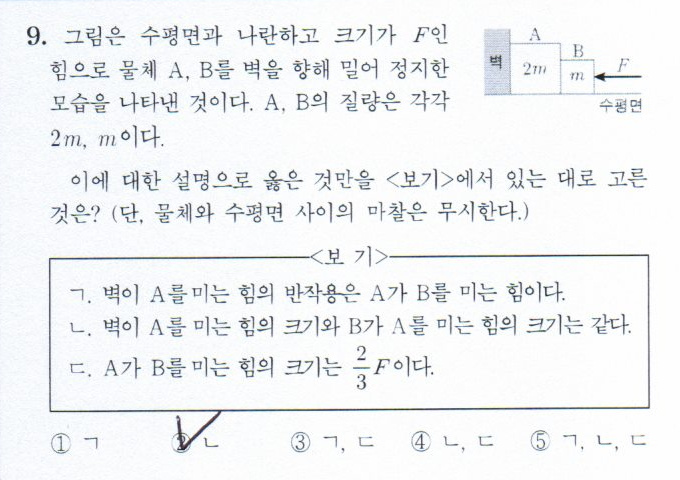 9. 그림은 수평면과 나란하고 크기가 F인
힘으로 물체 A, B를 벽을 향해 밀어 정지한
모습을 나타낸 것이다. A, B의 질량은 각각
2m, m이다.
벽
A
2m
B
m
F
수평면
이에 대한 설명으로 옳은 것만을 <보기>에서 있는 대로 고른
것은? (단, 물체와 수평면 사이의 마찰은 무시한다.)
<보 기>
ㄱ. 벽이 A를 미는 힘의 반작용은 A가 B를 미는 힘이다.
ㄴ. 벽이 A를 미는 힘의 크기와 B가 A를 미는 힘의 크기는 같다.
ㄷ. A가 B를 미는 힘의 크기는 2/3 F이다.
① ㄱ ② ㄴ ③ ㄱ, ㄷ ④ ㄴ, ㄷ ⑤ ㄱ, ㄴ, ㄷ